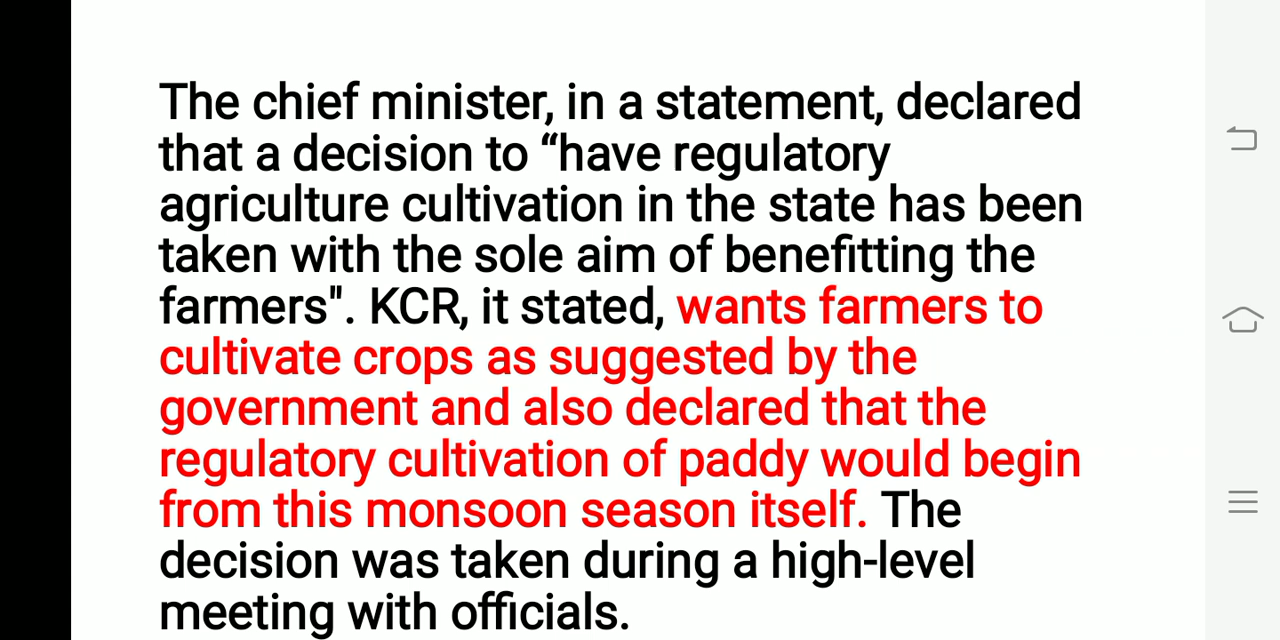 The chief minister, in a statement, declared
that a decision to “have regulatory
agriculture cultivation in the state has been
taken with the sole aim of benefitting the
farmers". KCR, it stated, wants farmers to
cultivate crops as suggested by the
government and also declared that the
regulatory cultivation of paddy would begin
from this monsoon season itself. The
decision was taken during a high-level
meeting with officials.